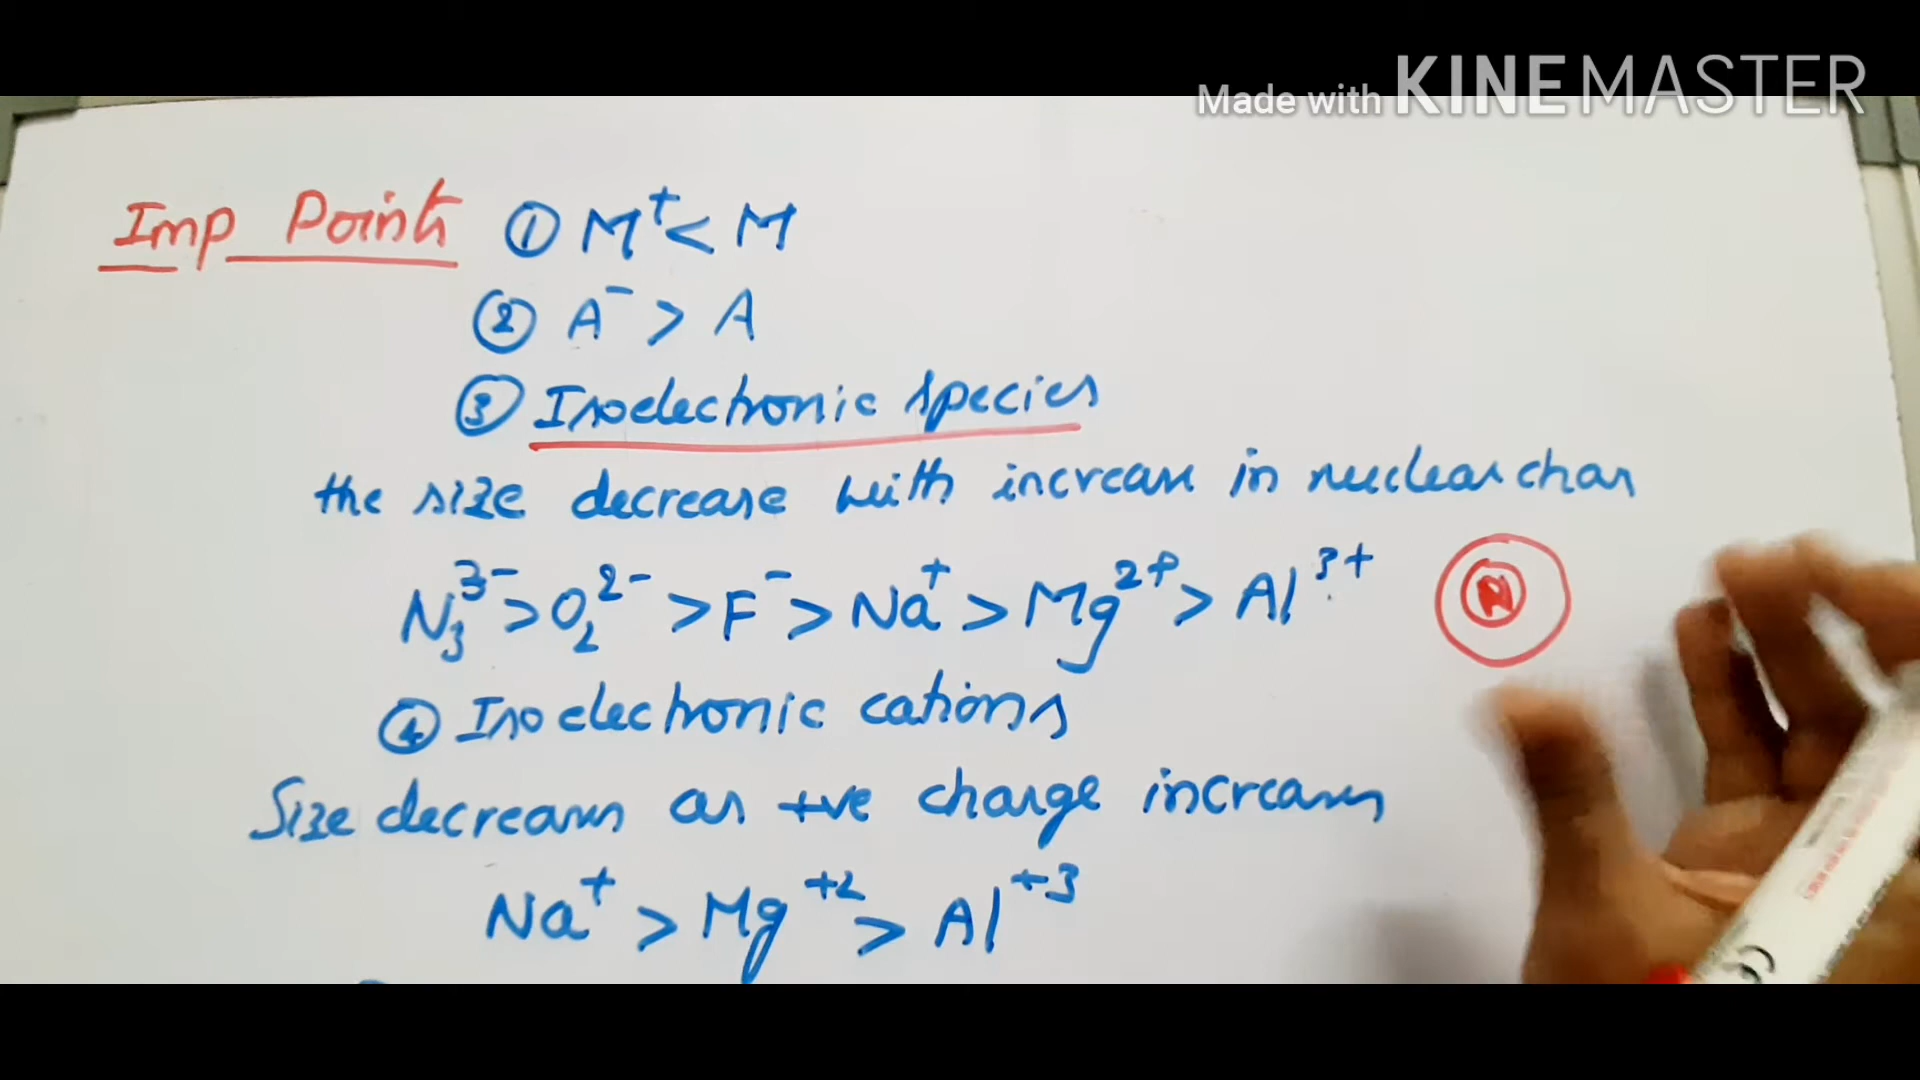 Made with KINEMASTER
Imp Points ① M⁺ < M
② A⁻ > A
③ Isoelectronic species
the size decrease with increase in nuclear char
N₃³⁻ > O₂²⁻ > F⁻ > Na⁺ > Mg²⁺ > Al³⁺
N
④ Isoelectronic cations
Size decreases as +ve charge increases
Na⁺ > Mg⁺² > Al⁺³